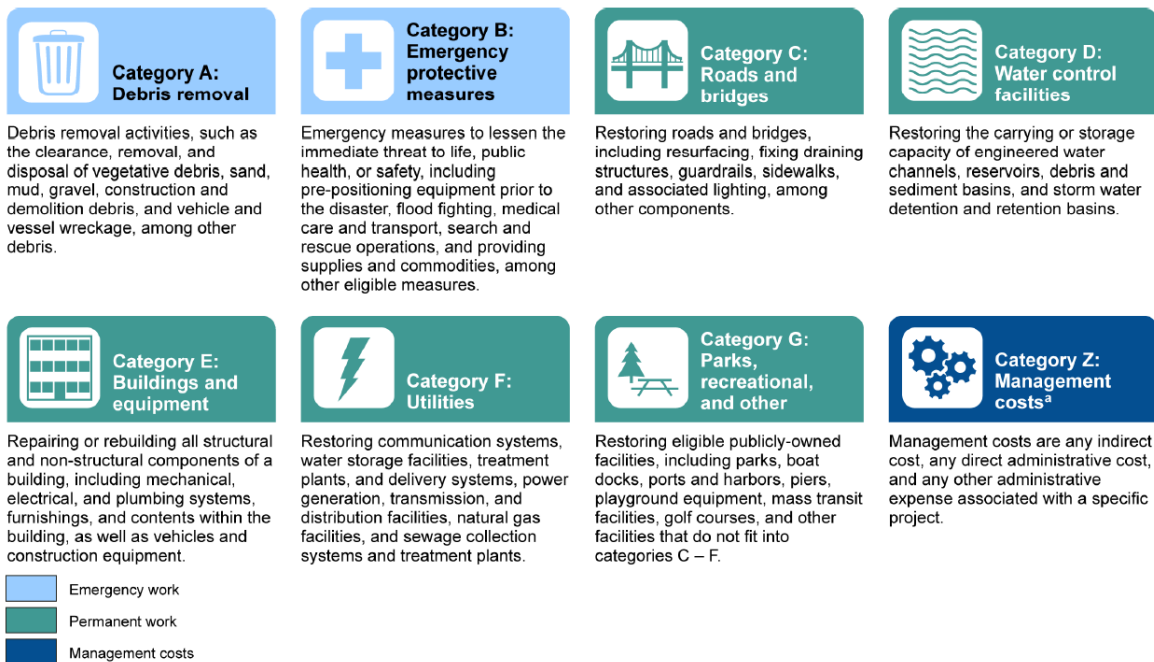 Category A:
Debris removal
Debris removal activities, such as
the clearance, removal, and
disposal of vegetative debris, sand,
mud, gravel, construction and
demolition debris, and vehicle and
vessel wreckage, among other
debris.
Category B:
Emergency
protective
measures
Emergency measures to lessen the
immediate threat to life, public
health, or safety, including
pre-positioning equipment prior to
the disaster, flood fighting, medical
care and transport, search and
rescue operations, and providing
supplies and commodities, among
other eligible measures.
Category C:
Roads and
bridges
Restoring roads and bridges,
including resurfacing, fixing draining
structures, guardrails, sidewalks,
and associated lighting, among
other components.
Category D:
Water control
facilities
Restoring the carrying or storage
capacity of engineered water
channels, reservoirs, debris and
sediment basins, and storm water
detention and retention basins.
Category E:
Buildings and
equipment
Repairing or rebuilding all structural
and non-structural components of a
building, including mechanical,
electrical, and plumbing systems,
furnishings, and contents within the
building, as well as vehicles and
construction equipment.
Category F:
Utilities
Restoring communication systems,
water storage facilities, treatment
plants, and delivery systems, power
generation, transmission, and
distribution facilities, natural gas
facilities, and sewage collection
systems and treatment plants.
Category G:
Parks,
recreational,
and other
Restoring eligible publicly-owned
facilities, including parks, boat
docks, ports and harbors, piers,
playground equipment, mass transit
facilities, golf courses, and other
facilities that do not fit into
categories C – F.
Category Z:
Management
costsª
Management costs are any indirect
cost, any direct administrative cost,
and any other administrative
expense associated with a specific
project.
Emergency work
Permanent work
Management costs